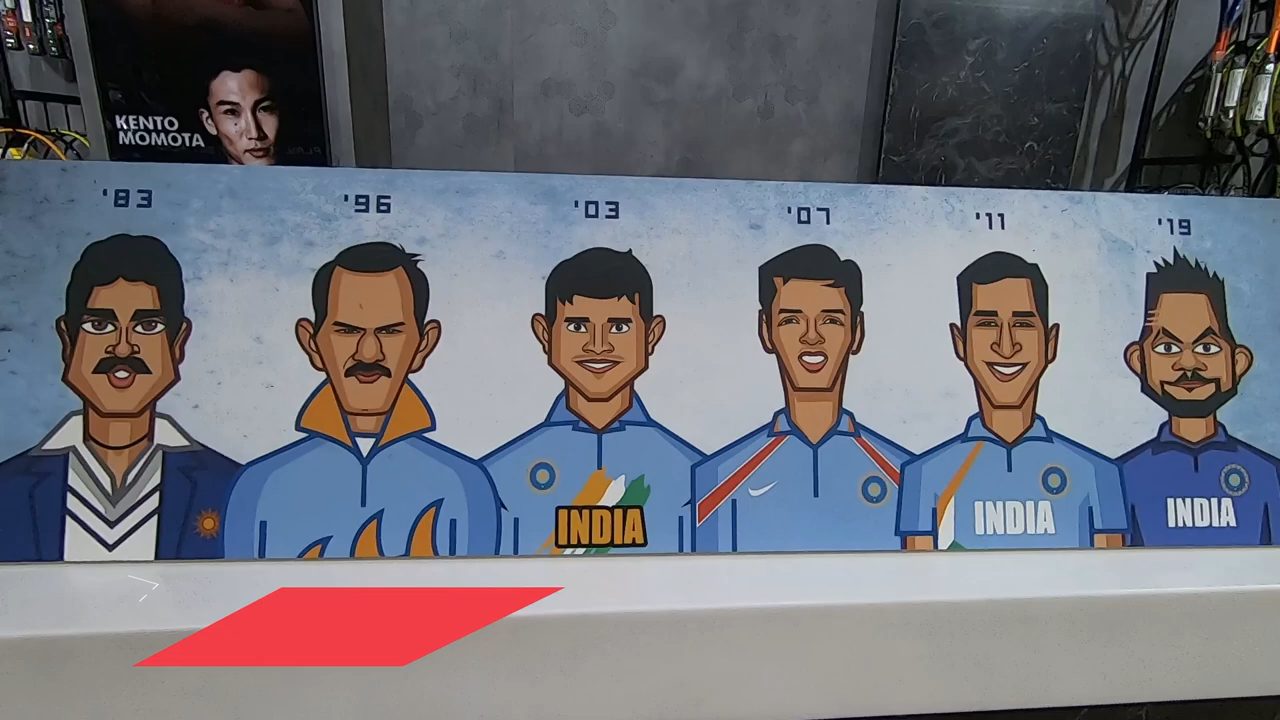 KENTO
MOMOTA
'83
'96
'03
'07
'11
'19
INDIA
INDIA
INDIA